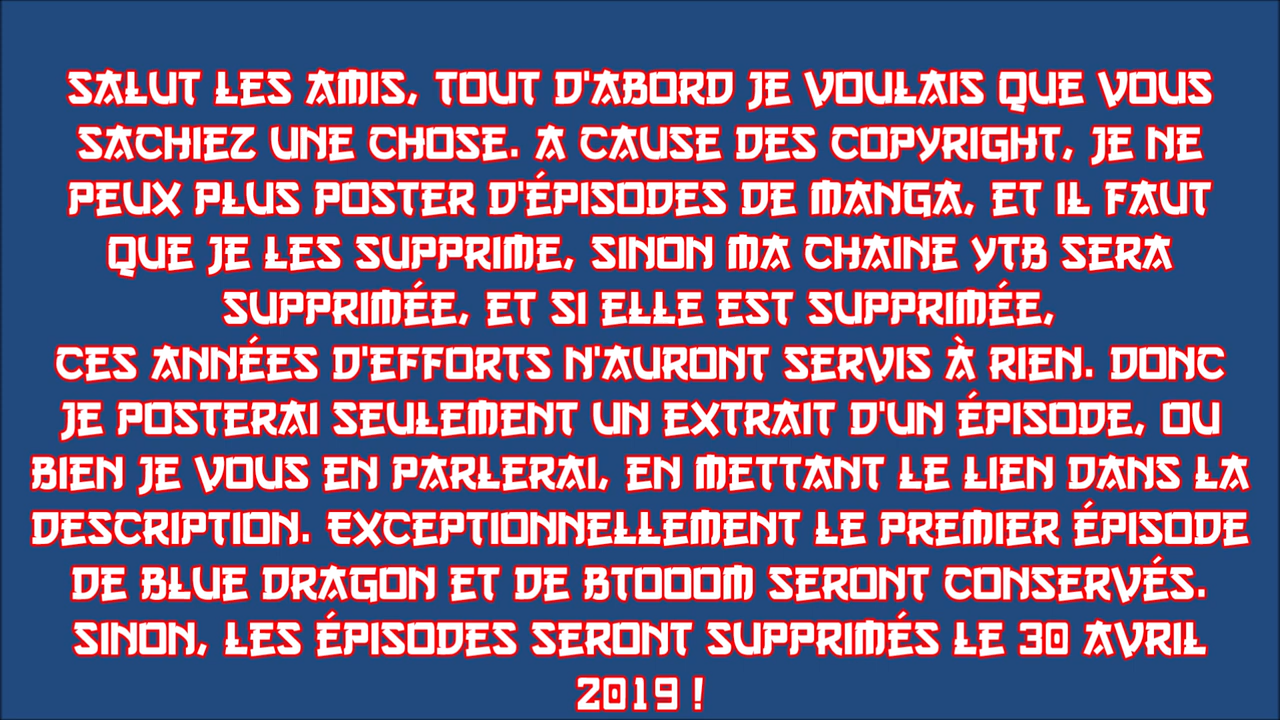 SALUT LES AMIS, TOUT D'ABORD JE VOULAIS QUE VOUS
SACHIEZ UNE CHOSE. A CAUSE DES COPYRIGHT, JE NE
PEUX PLUS POSTER D'ÉPISODES DE MANGA, ET IL FAUT
QUE JE LES SUPPRIME, SINON MA CHAINE YTB SERA
SUPPRIMÉE, ET SI ELLE EST SUPPRIMÉE,
CES ANNÉES D'EFFORTS N'AURONT SERVIS À RIEN. DONC
JE POSTERAI SEULEMENT UN EXTRAIT D'UN ÉPISODE, OU
BIEN JE VOUS EN PARLERAI, EN METTANT LE LIEN DANS LA
DESCRIPTION. EXCEPTIONNELLEMENT LE PREMIER ÉPISODE
DE BLUE DRAGON ET DE BTOOOM SERONT CONSERVÉS.
SINON, LES ÉPISODES SERONT SUPPRIMÉS LE 30 AVRIL
2019 !